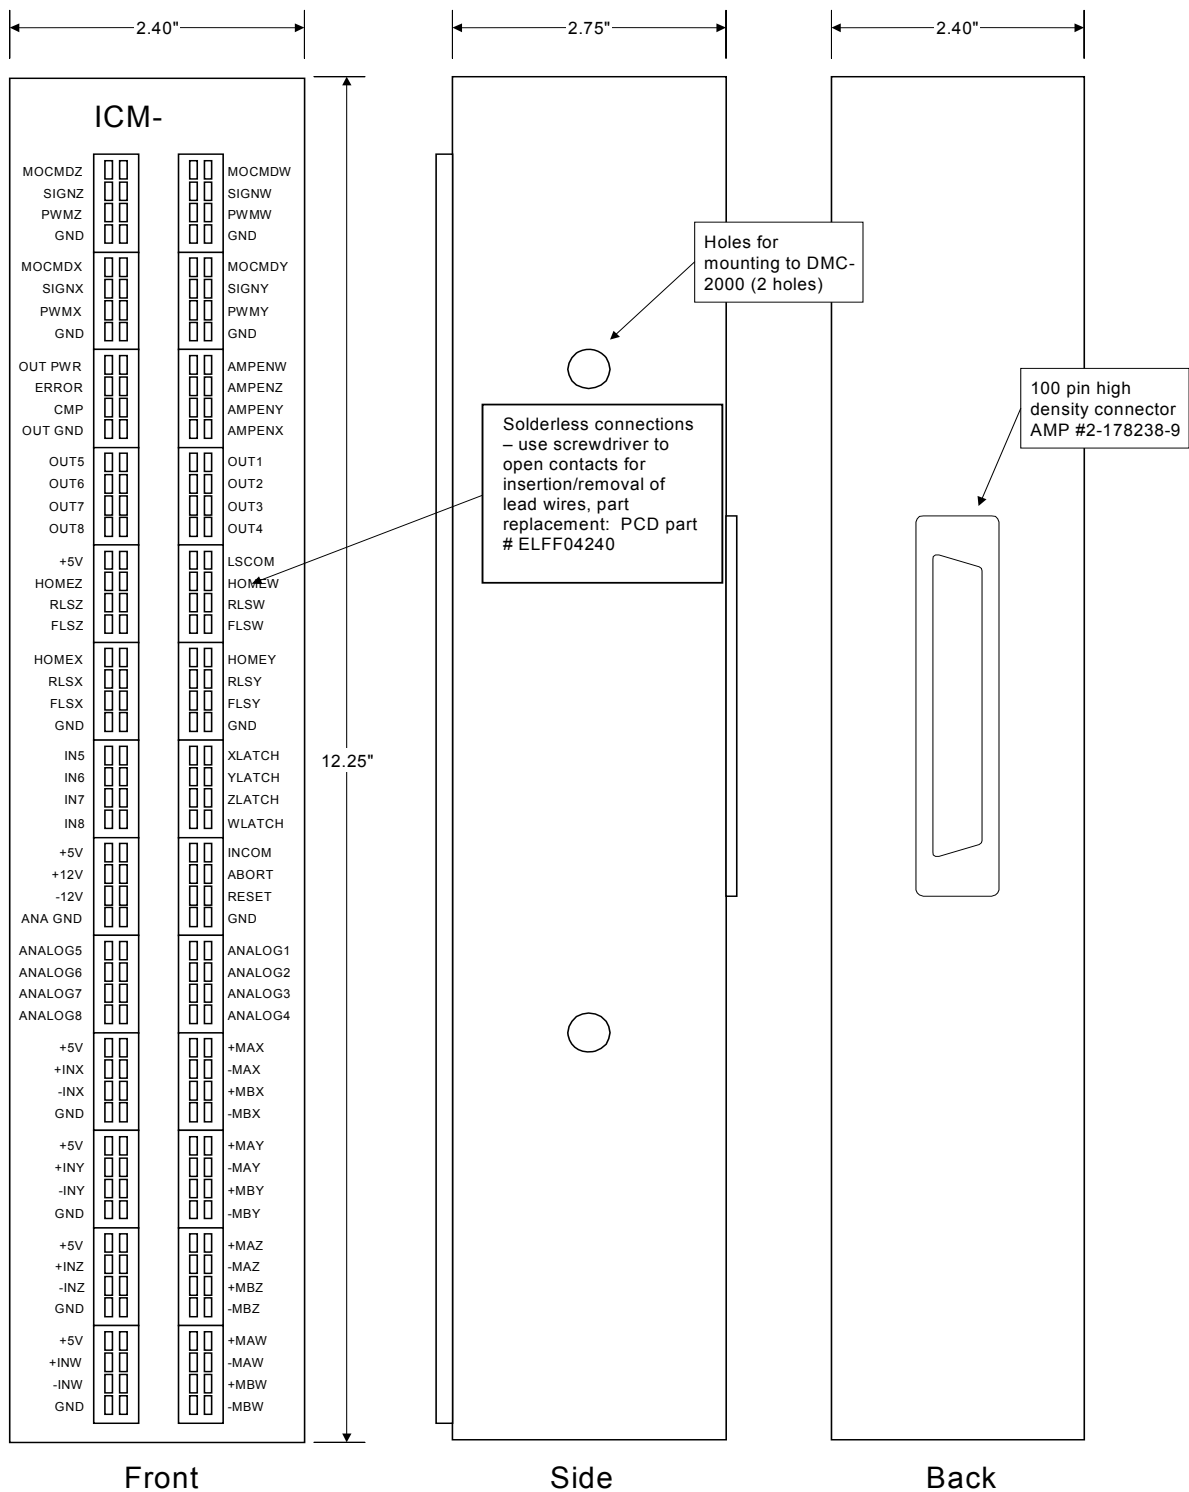 2.40"
2.75"
2.40"
ICM-
MOCMDZ MOCMDW
SIGNZ SIGNW
PWMZ PWMW
GND GND
MOCMDX MOCMDY
SIGNX SIGNY
PWMX PWMY
GND GND
OUT PWR AMPENW
ERROR AMPENZ
CMP AMPENY
OUT GND AMPENX
OUT5 OUT1
OUT6 OUT2
OUT7 OUT3
OUT8 OUT4
+5V LSCOM
HOMEZ HOMEW
RLSZ RLSW
FLSZ FLSW
HOMEX HOMEY
RLSX RLSY
FLSX FLSY
GND GND
IN5 XLATCH
IN6 YLATCH
IN7 ZLATCH
IN8 WLATCH
+5V INCOM
+12V ABORT
-12V RESET
ANA GND GND
ANALOG5 ANALOG1
ANALOG6 ANALOG2
ANALOG7 ANALOG3
ANALOG8 ANALOG4
+5V +MAX
+INX -MAX
-INX +MBX
GND -MBX
+5V +MAY
+INY -MAY
-INY +MBY
GND -MBY
+5V +MAZ
+INZ -MAZ
-INZ +MBZ
GND -MBZ
+5V +MAW
+INW -MAW
-INW +MBW
GND -MBW
12.25"
Holes for
mounting to DMC-
2000 (2 holes)
Solderless connections
– use screwdriver to
open contacts for
insertion/removal of
lead wires, part
replacement: PCD part
# ELFF04240
100 pin high
density connector
AMP #2-178238-9
Front
Side
Back